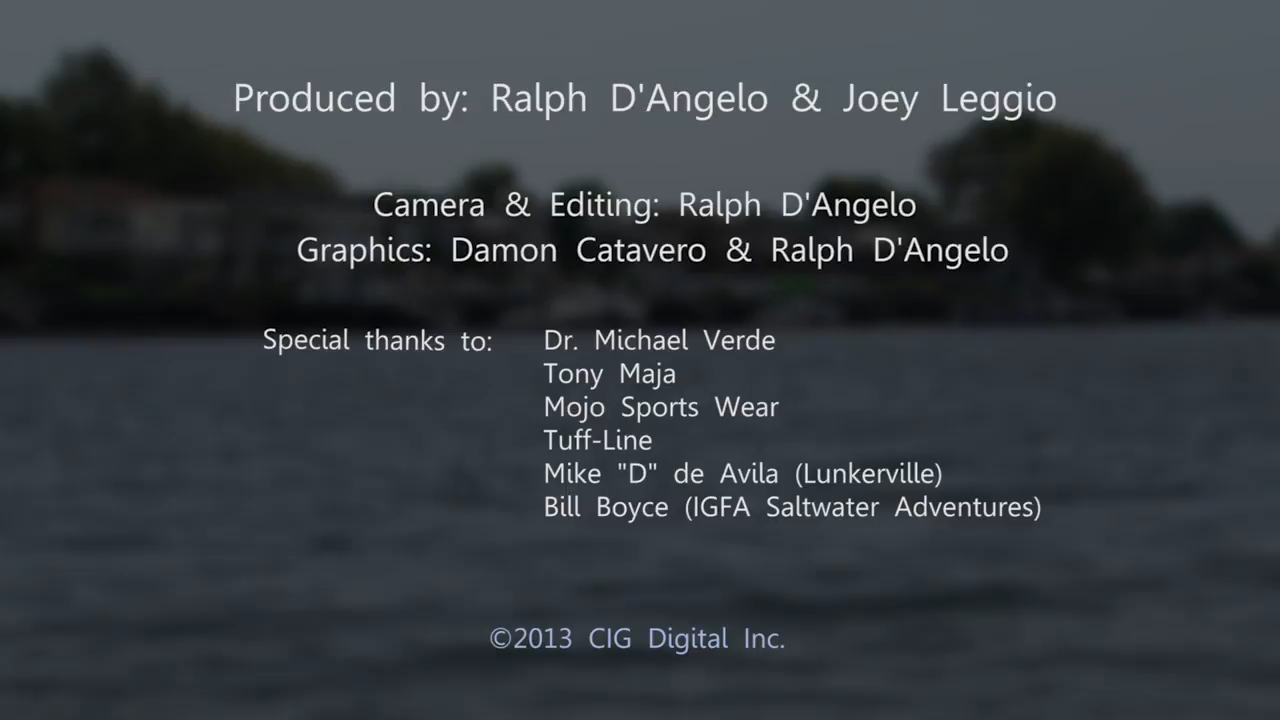 Produced by: Ralph D'Angelo & Joey Leggio
Camera & Editing: Ralph D'Angelo
Graphics: Damon Catavero & Ralph D'Angelo
Special thanks to: Dr. Michael Verde
Tony Maja
Mojo Sports Wear
Tuff-Line
Mike "D" de Avila (Lunkerville)
Bill Boyce (IGFA Saltwater Adventures)
©2013 CIG Digital Inc.